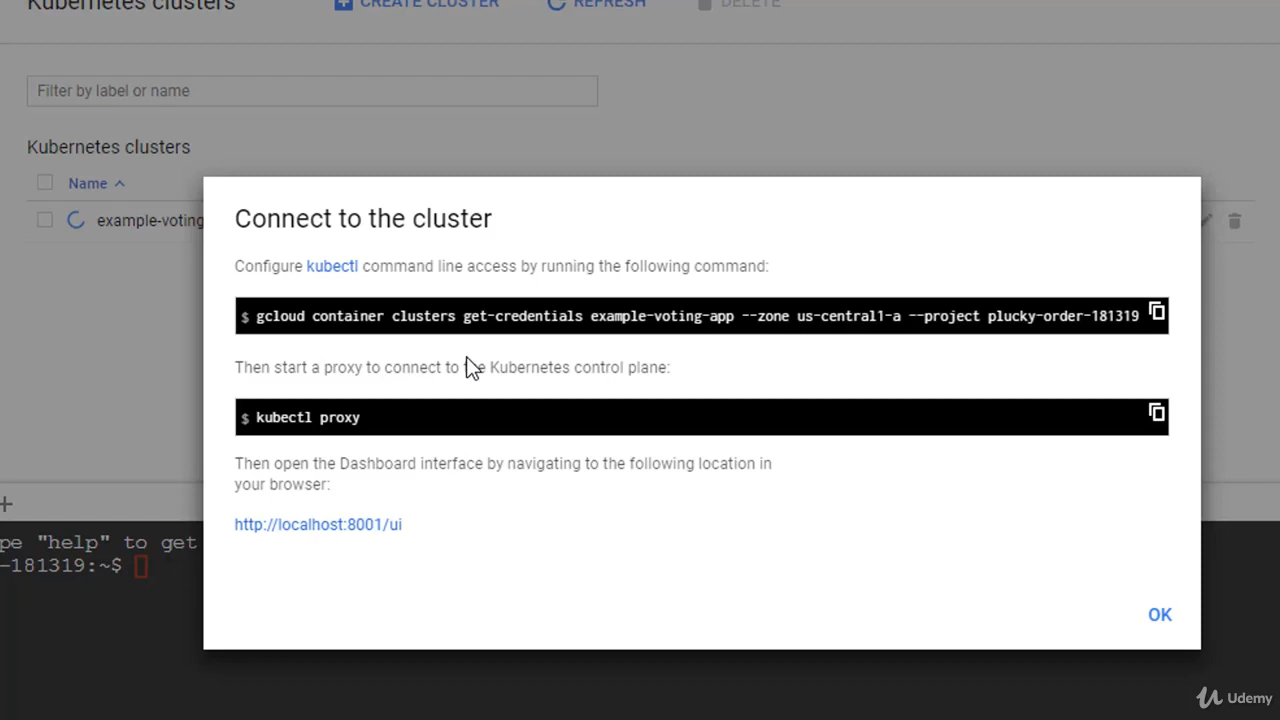 Kubernetes clusters
CREATE CLUSTER
REFRESH
DELETE
Filter by label or name
Kubernetes clusters
Name
example-voting
Connect to the cluster
Configure kubectl command line access by running the following command:
$ gcloud container clusters get-credentials example-voting-app --zone us-central1-a --project plucky-order-181319
Then start a proxy to connect to the Kubernetes control plane:
$ kubectl proxy
Then open the Dashboard interface by navigating to the following location in
your browser:
http://localhost:8001/ui
OK
pe "help" to get
-181319:~$
Udemy